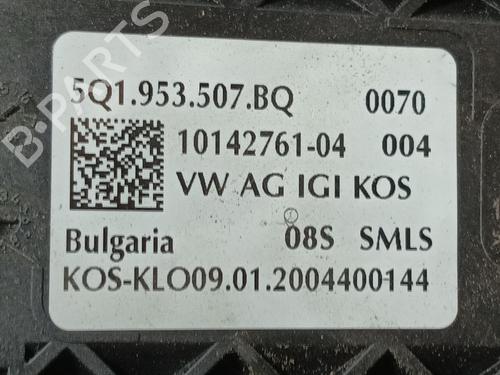 B-PARTS
5Q1.953.507.BQ 0070
10142761-04 004
VW AG IGI KOS
Bulgaria 08S SMLS
KOS-KLO09.01.2004400144